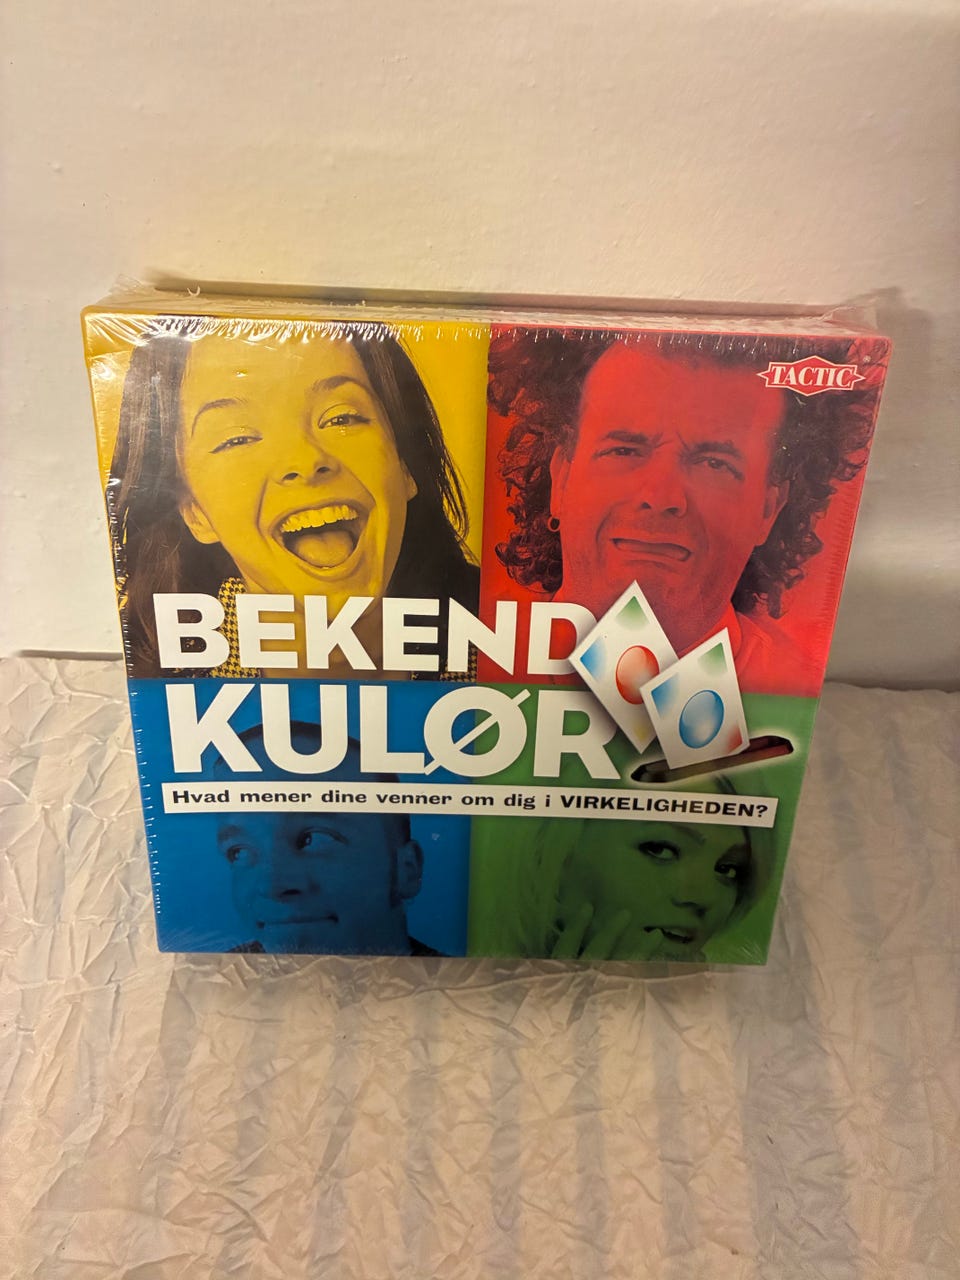 TACTIC
BEKEND
KULØR
Hvad mener dine venner om dig i VIRKELIGHEDEN?